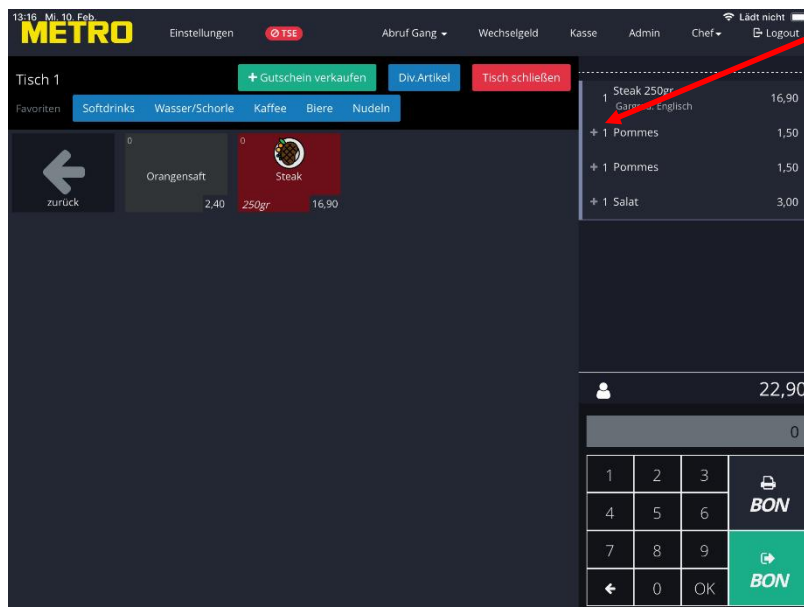 13:16 Mi. 10. Feb.
Lädt nicht
METRO
Einstellungen
TSE
Abruf Gang
Wechselgeld
Kasse
Admin
Chef
Logout
Tisch 1
+ Gutschein verkaufen
Div.Artikel
Tisch schließen
Favoriten
Softdrinks
Wasser/Schorle
Kaffee
Biere
Nudeln
zurück
0
Orangensaft
2,40
0
Steak
250gr
16,90
1 Steak 250gr 16,90
Englisch
+ 1 Pommes 1,50
+ 1 Pommes 1,50
+ 1 Salat 3,00
22,90
0
1 2 3
4 5 6
7 8 9
0 OK
BON
BON